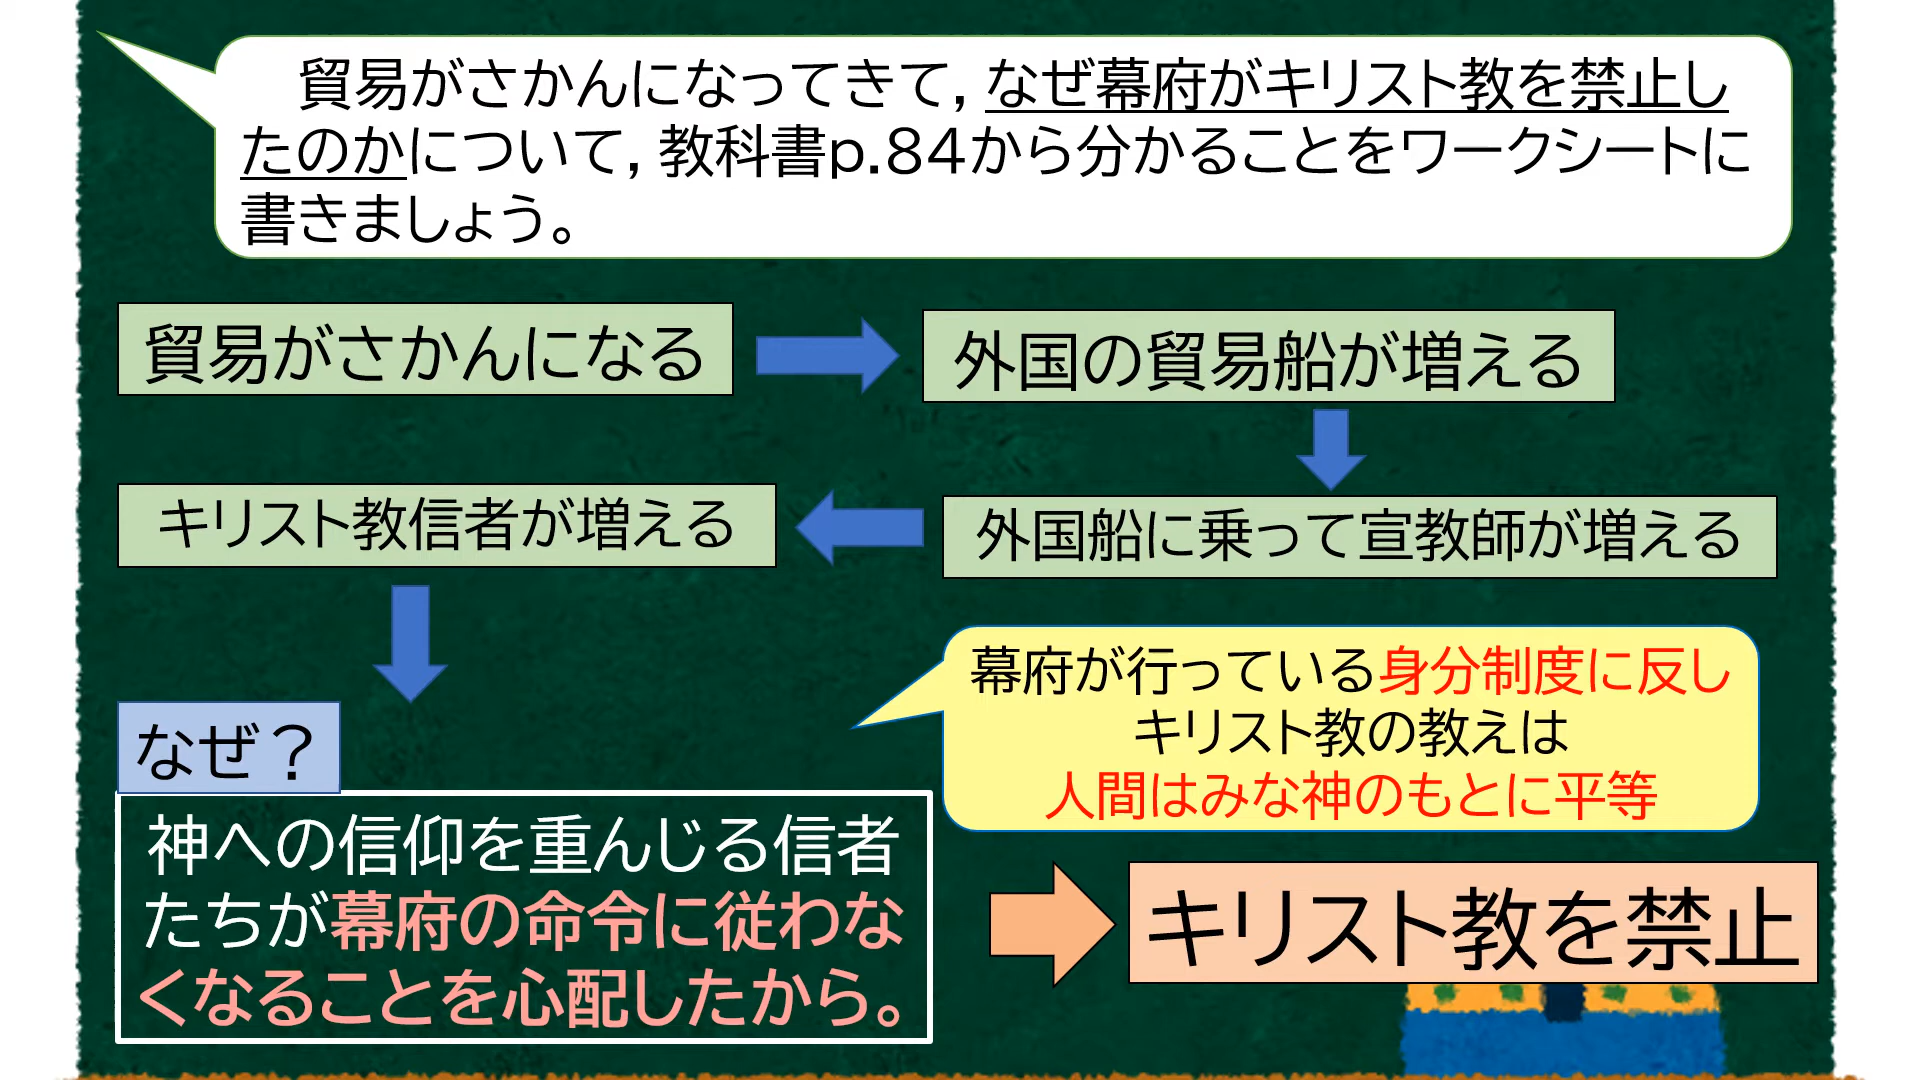 貿易がさかんになってきて，なぜ幕府がキリスト教を禁止し
たのかについて，教科書p.84から分かることをワークシートに
書きましょう。
貿易がさかんになる
外国の貿易船が増える
外国船に乗って宣教師が増える
キリスト教信者が増える
なぜ？
神への信仰を重んじる信者
たちが幕府の命令に従わな
くなることを心配したから。
幕府が行っている身分制度に反し
キリスト教の教えは
人間はみな神のもとに平等
キリスト教を禁止